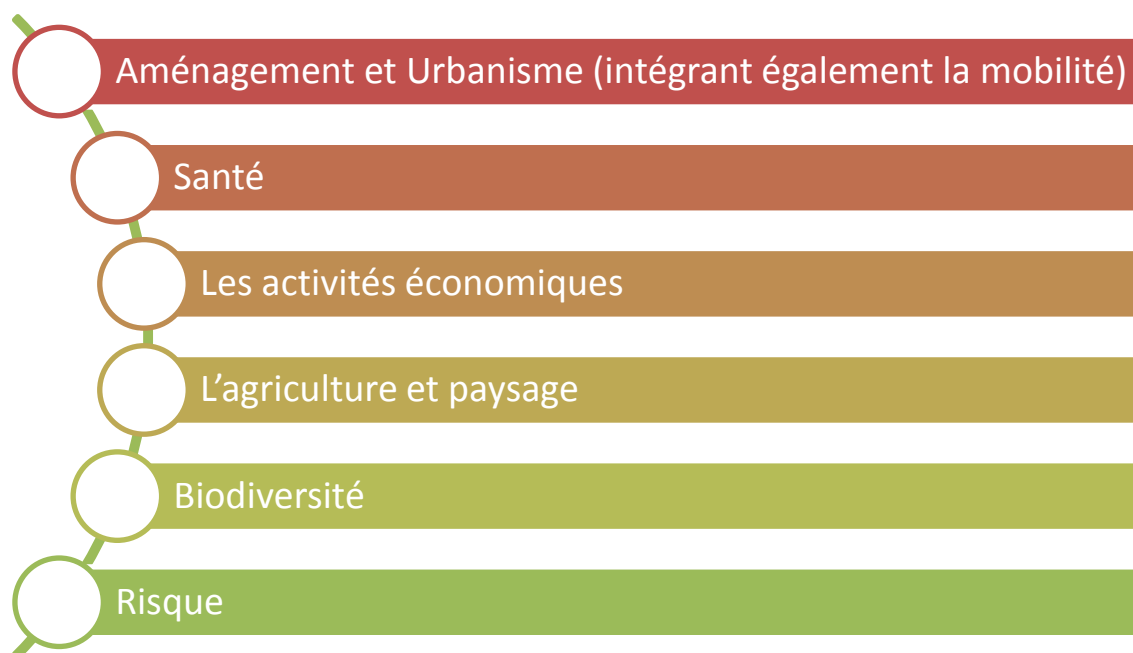 Aménagement et Urbanisme (intégrant également la mobilité)
Santé
Les activités économiques
L’agriculture et paysage
Biodiversité
Risque